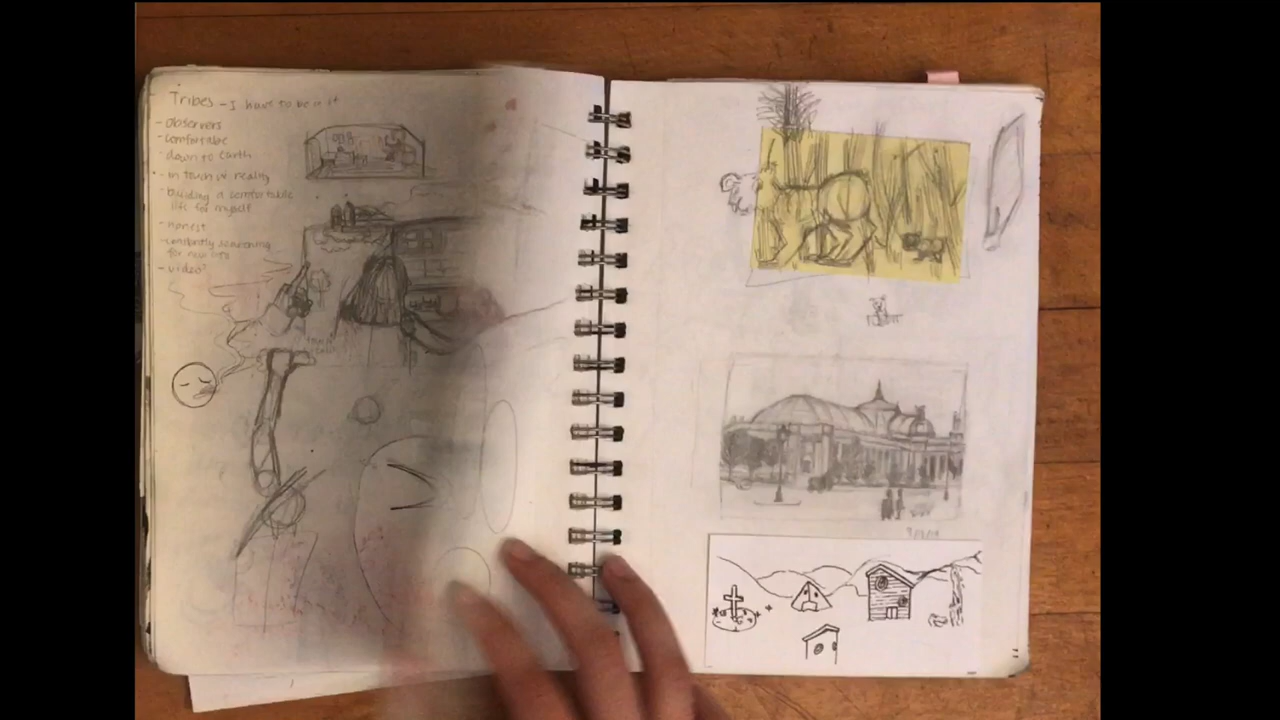 Tribes - I have to be in it
- observers
- comfortable
- down to Earth
- in touch w reality
- building a comfortable
life for myself
- honest
- constantly searching
for new info
- video?